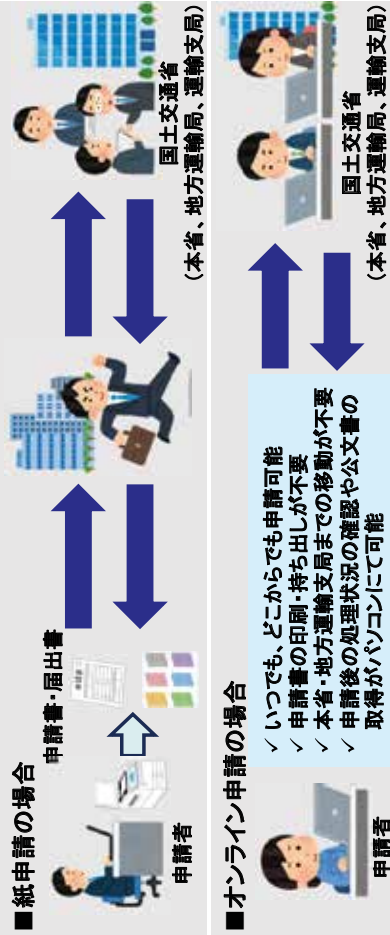 ■紙申請の場合
申請者
申請書・届出書
国土交通省
（本省、地方運輸局、運輸支局）
■オンライン申請の場合
申請者
✓ いつでも、どこからでも申請可能
✓ 申請書の印刷・持ち出しが不要
✓ 本省・地方運輸支局までの移動が不要
✓ 申請後の処理状況の確認や公文書の
取得がパソコンにて可能
国土交通省
（本省、地方運輸局、運輸支局）